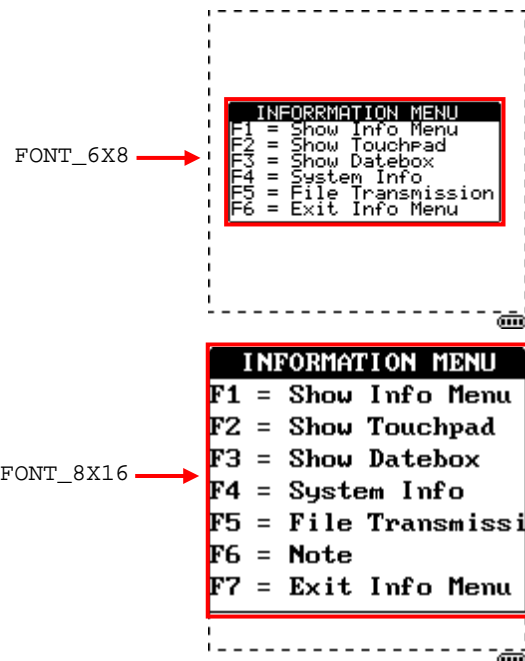 FONT_6X8
INFORRMATION MENU
F1 = Show Info Menu
F2 = Show Touchpad
F3 = Show Datebox
F4 = System Info
F5 = File Transmission
F6 = Exit Info Menu
FONT_8X16
INFORMATION MENU
F1 = Show Info Menu
F2 = Show Touchpad
F3 = Show Datebox
F4 = System Info
F5 = File Transmissi
F6 = Note
F7 = Exit Info Menu